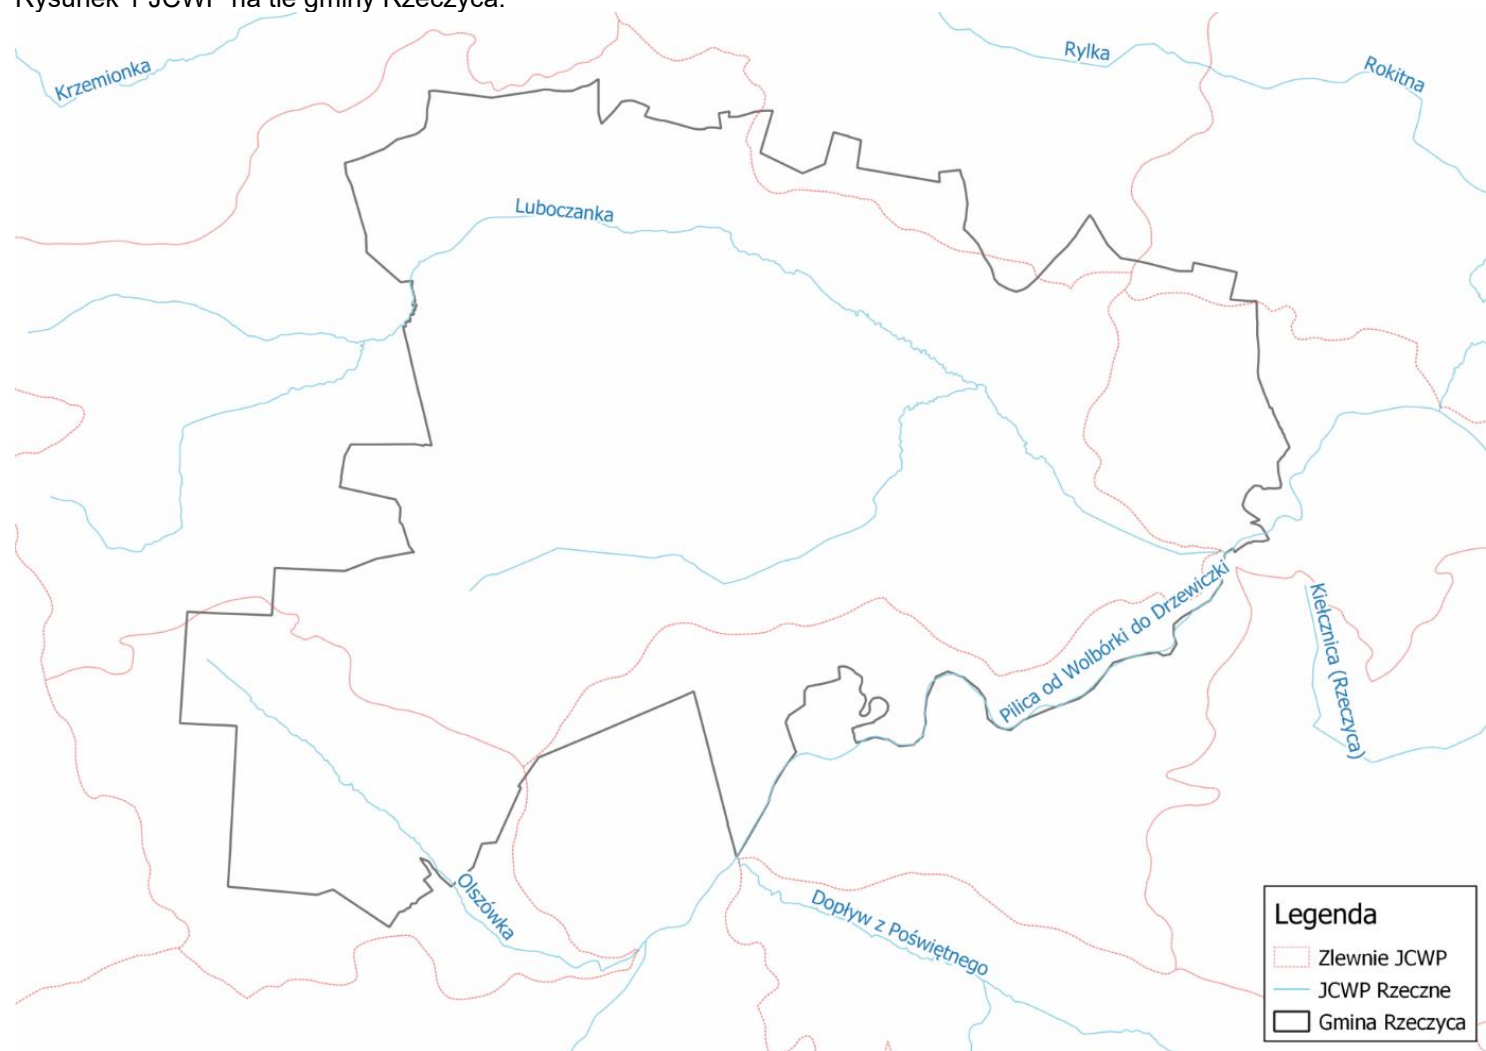 Rysunek 1 JCWP na tle gminy Rzeczyca.
Krzemionka
Rylka
Rokitna
Luboczanka
Pilica od Wolbórki do Drzewiczki
Kiełcznica (Rzeczyca)
Olszówka
Dopływ z Poświętnego
Legenda
Zlewnie JCWP
JCWP Rzeczne
Gmina Rzeczyca